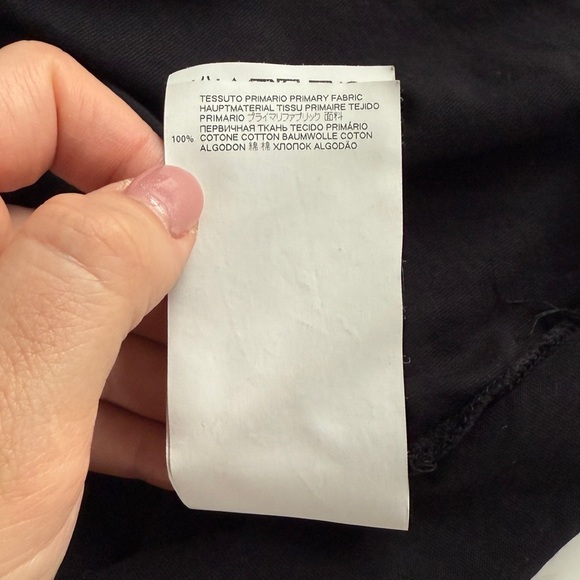 TESSUTO PRIMARIO PRIMARY FABRIC
HAUPTMATERIAL TISSU PRIMAIRE TEJIDO
PRIMARIO プライマリファブリック 面料
ПЕРВИЧНАЯ ТКАНЬ TECIDO PRIMÁRIO
100% COTONE COTTON BAUMWOLLE COTON
ALGODON 綿 棉 ХЛОПОК ALGODÃO